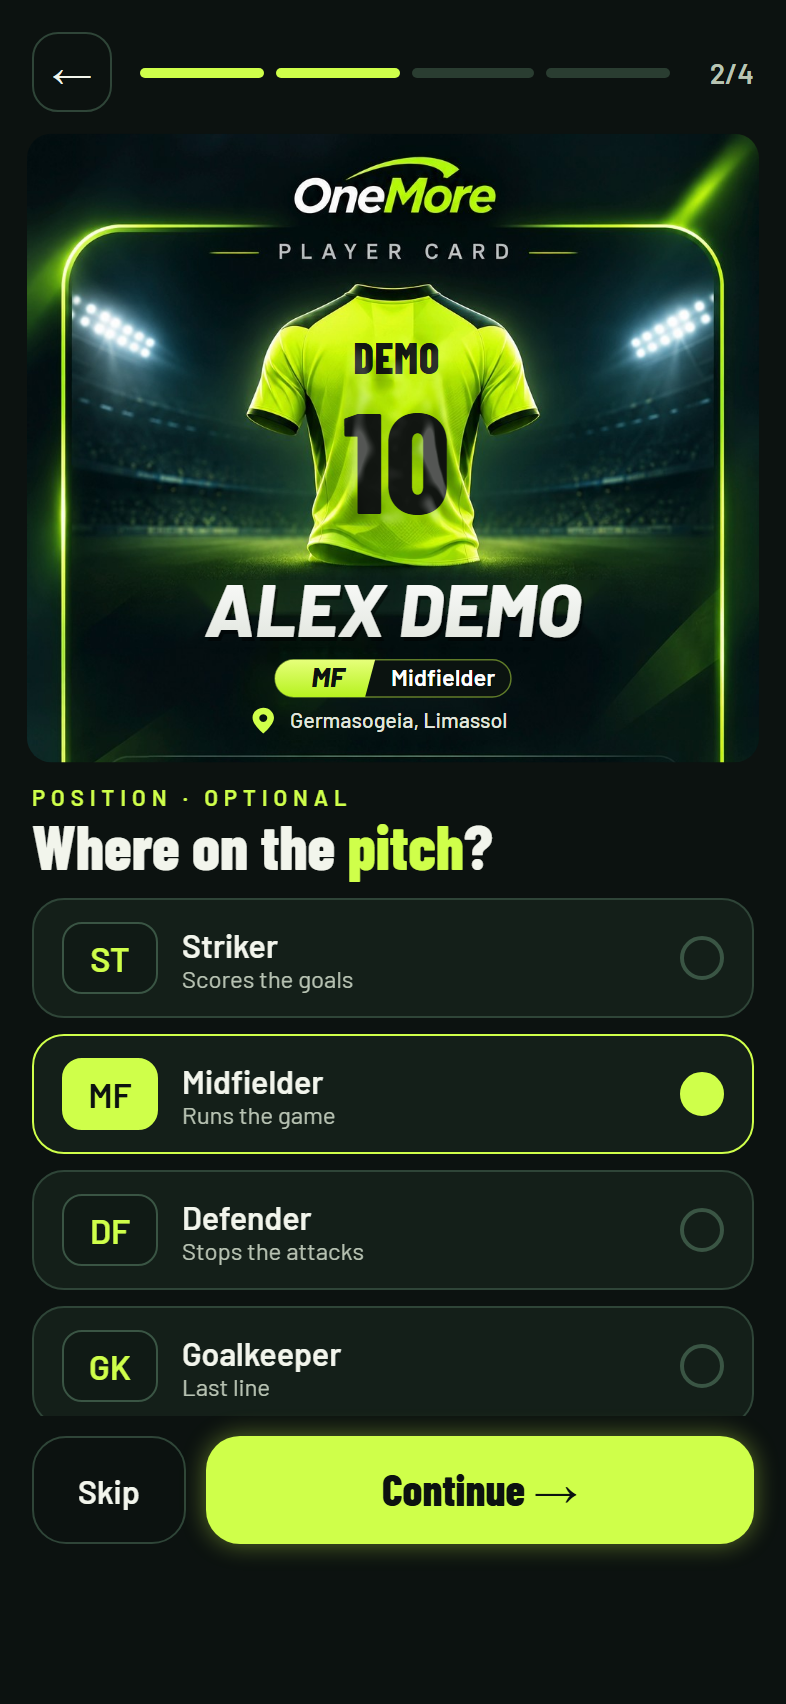 ←
2/4
OneMore
PLAYER CARD
DEMO
10
ALEX DEMO
MF Midfielder
Germasogeia, Limassol
POSITION · OPTIONAL
Where on the pitch?
ST Striker
Scores the goals
MF Midfielder
Runs the game
DF Defender
Stops the attacks
GK Goalkeeper
Last line
Skip
Continue →